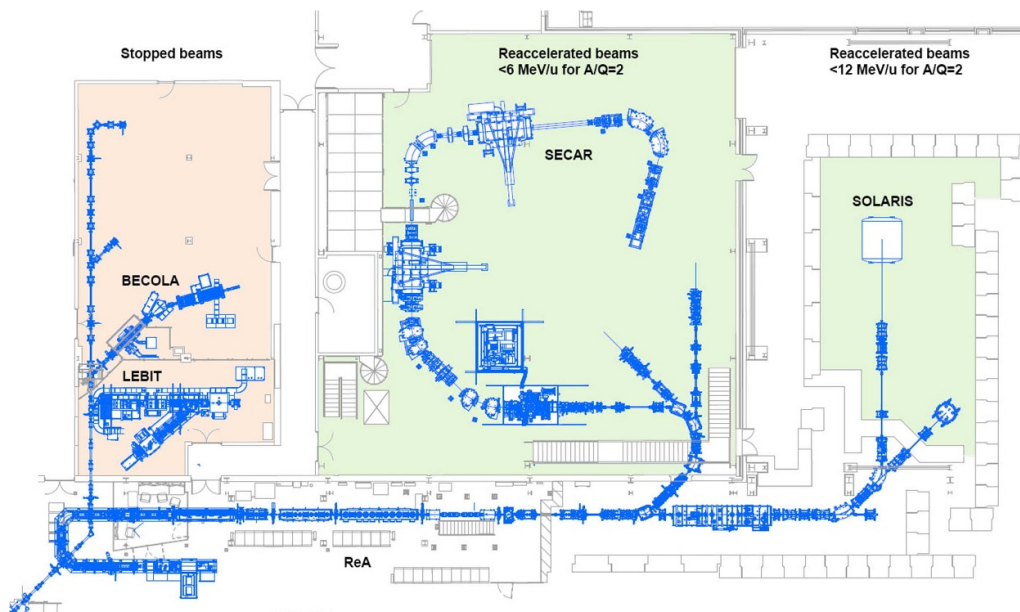 Stopped beams
Reaccelerated beams
<6 MeV/u for A/Q=2
Reaccelerated beams
<12 MeV/u for A/Q=2
SECAR
SOLARIS
BECOLA
LEBIT
ReA